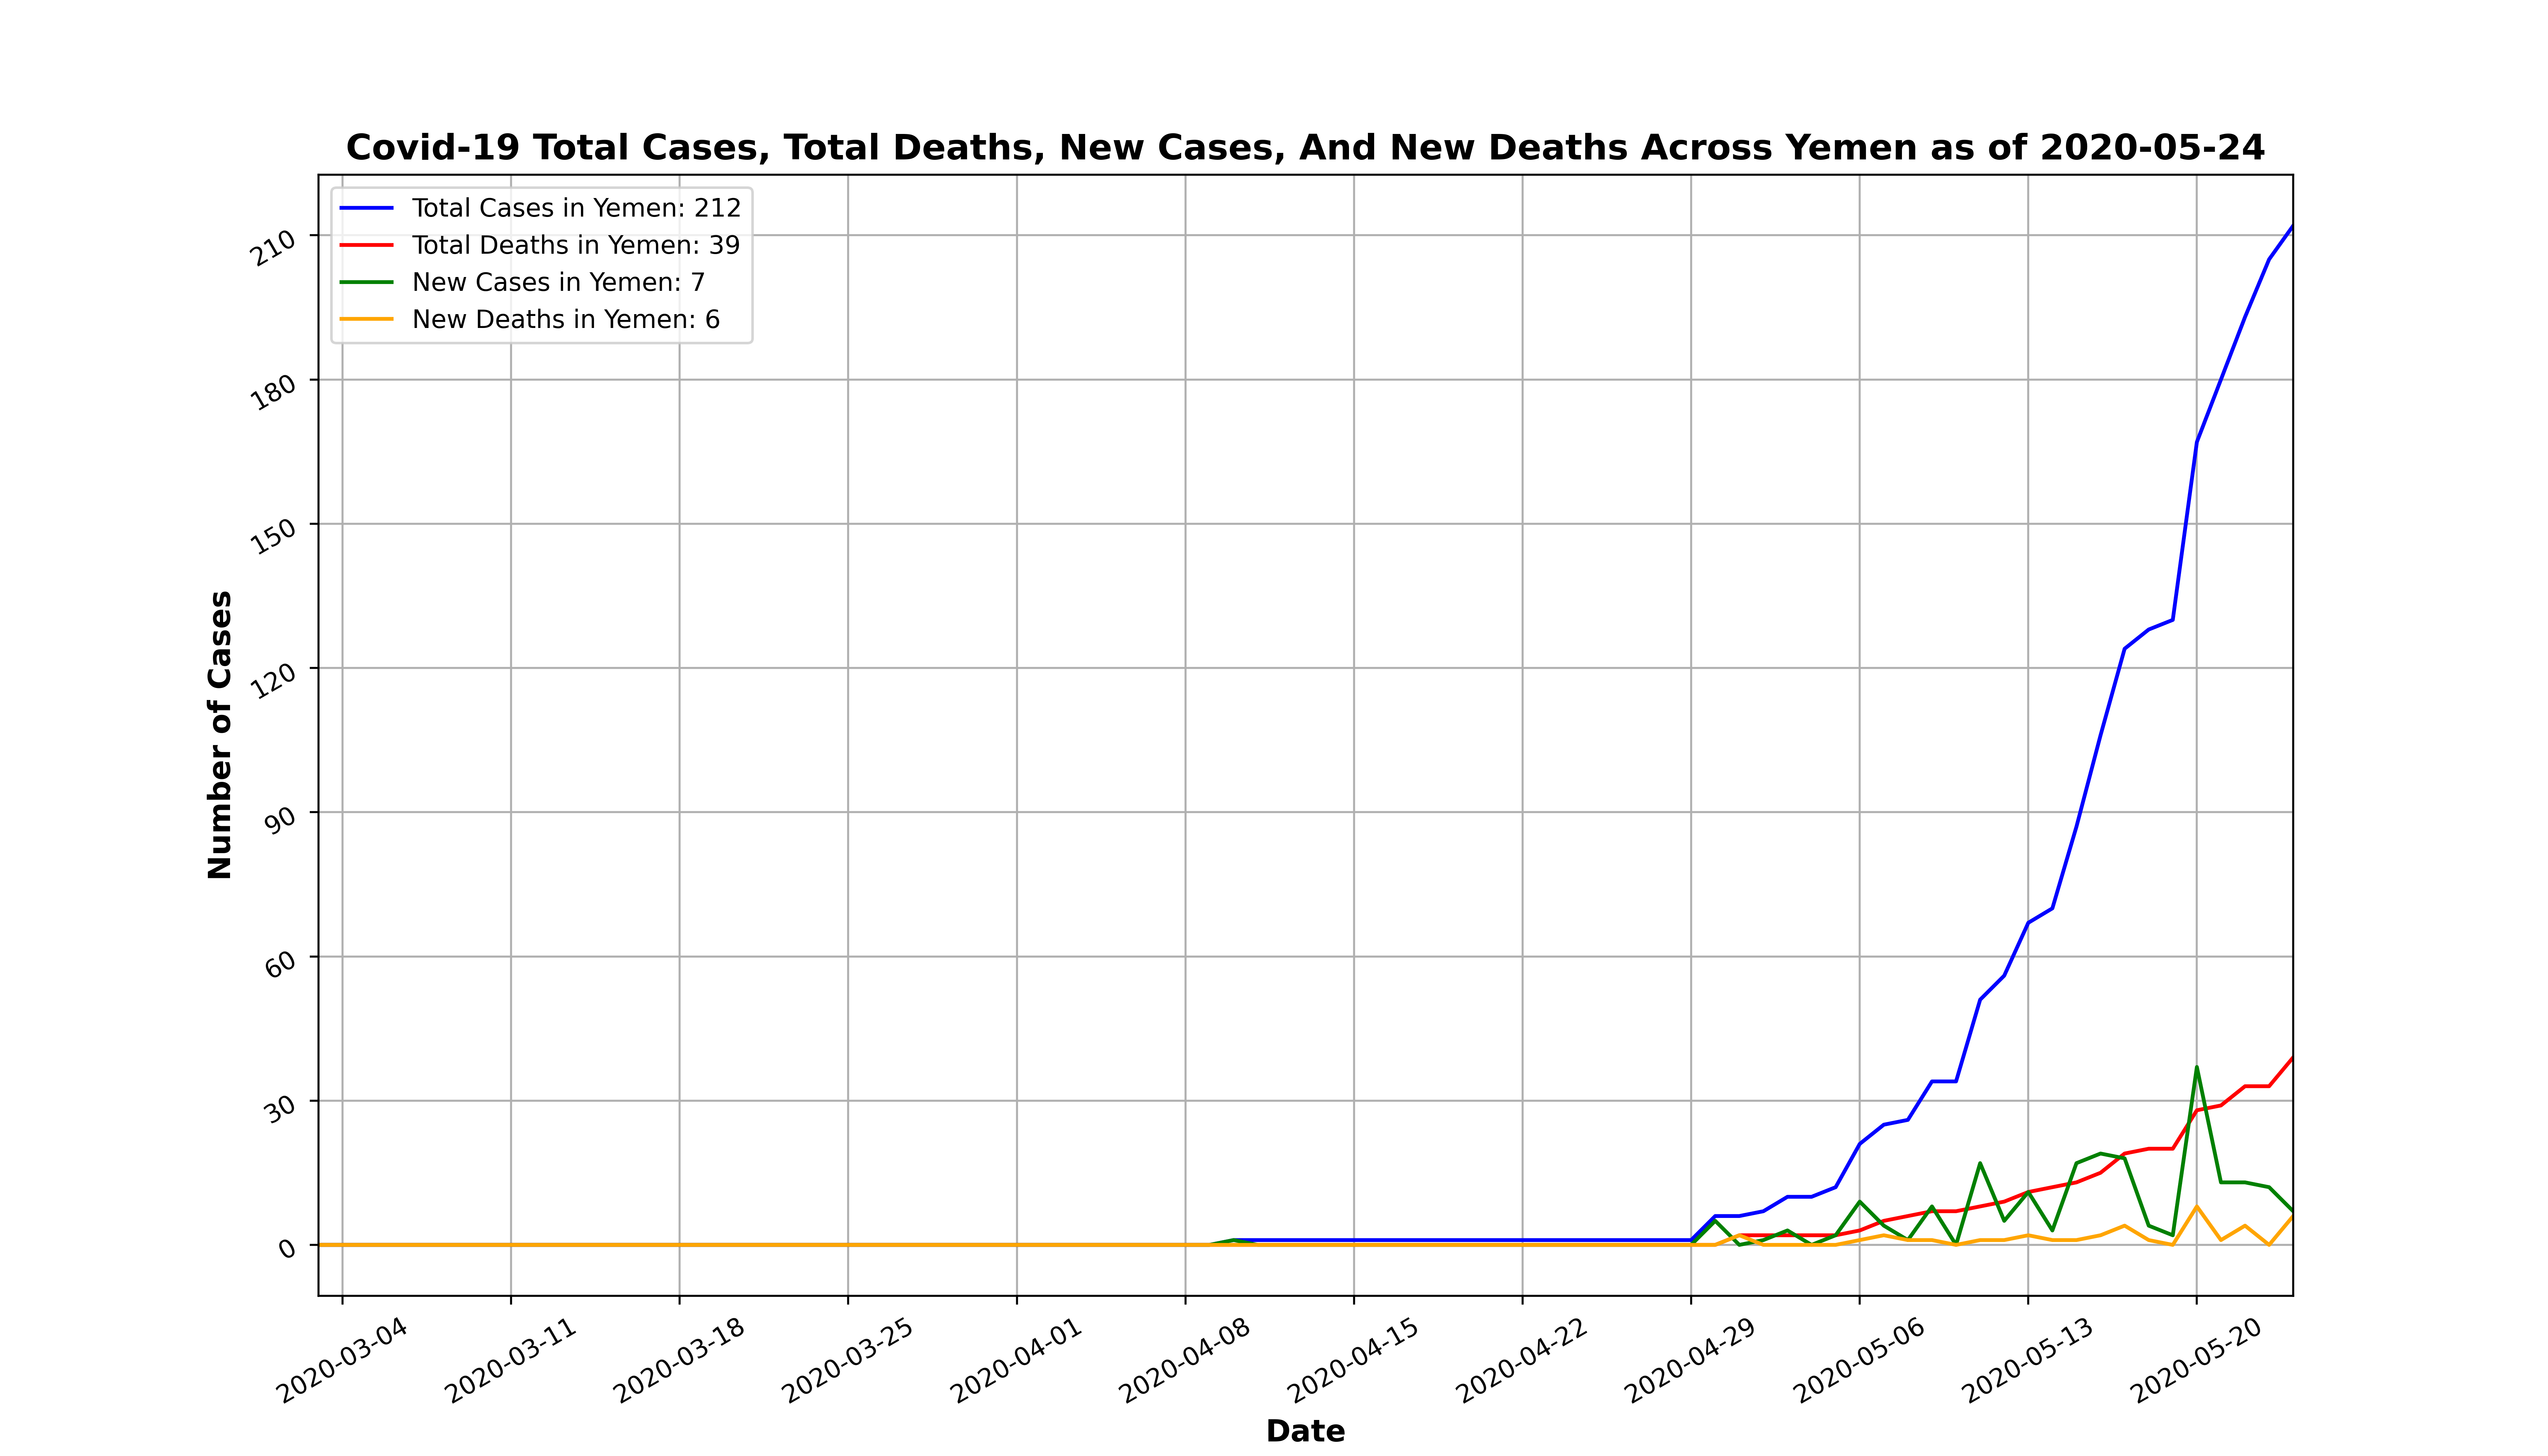 Covid-19 Total Cases, Total Deaths, New Cases, And New Deaths Across Yemen as of 2020-05-24
Total Cases in Yemen: 212
Total Deaths in Yemen: 39
New Cases in Yemen: 7
New Deaths in Yemen: 6
Number of Cases
210
180
150
120
90
60
30
0
2020-03-04
2020-03-11
2020-03-18
2020-03-25
2020-04-01
2020-04-08
2020-04-15
2020-04-22
2020-04-29
2020-05-06
2020-05-13
2020-05-20
Date